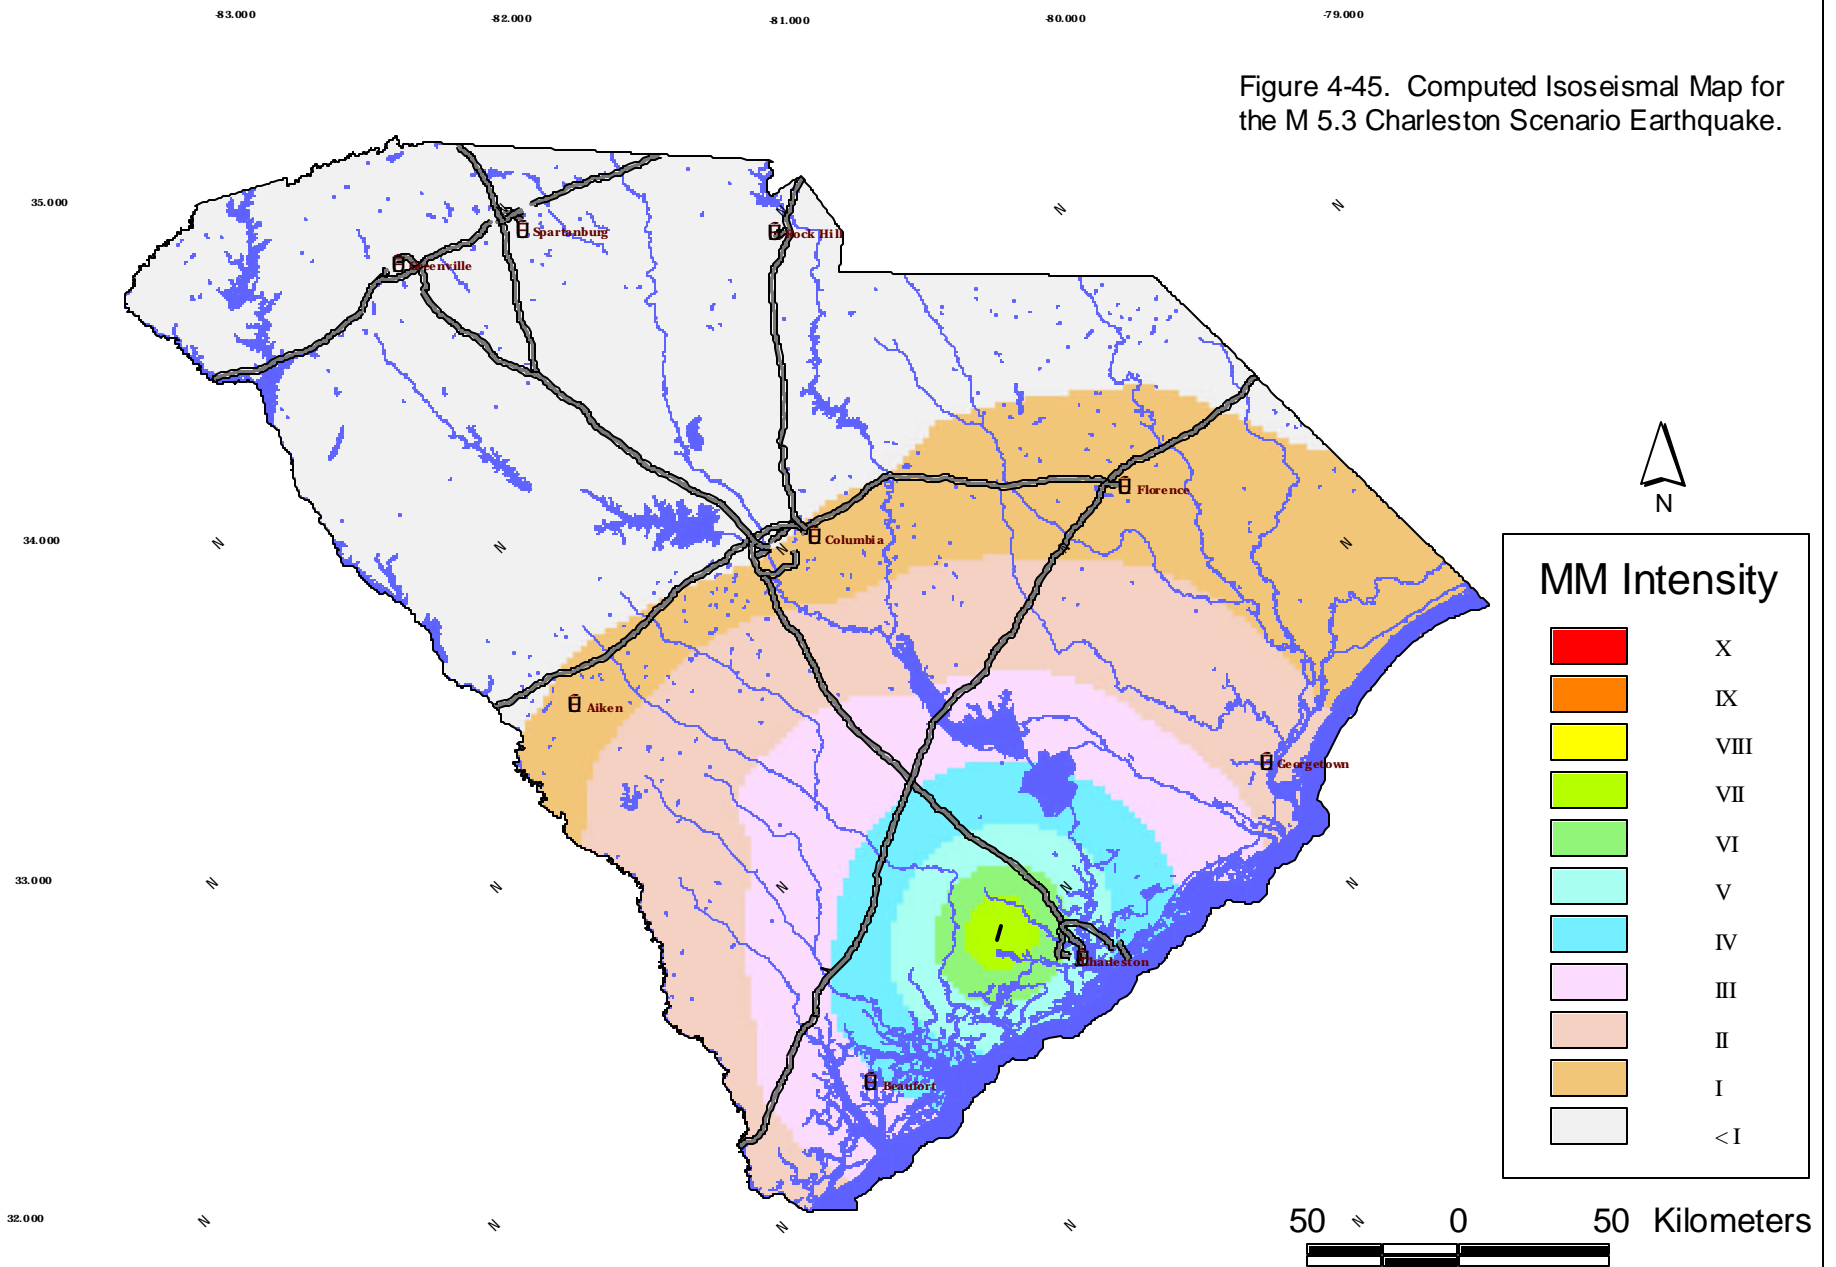 -83.000 -82.000 -81.000 -80.000 -79.000
Figure 4-45. Computed Isoseismal Map for
the M 5.3 Charleston Scenario Earthquake.
35.000
N N
Spartanburg
Rock Hill
Greenville
N
Florence
34.000
N N N N N
Columbia
MM Intensity
X
IX
VIII
VII
VI
V
IV
III
II
I
< I
Aiken
Georgetown
33.000
N N N N N
Charleston
Beaufort
32.000
N N N N N
50 0 50 Kilometers